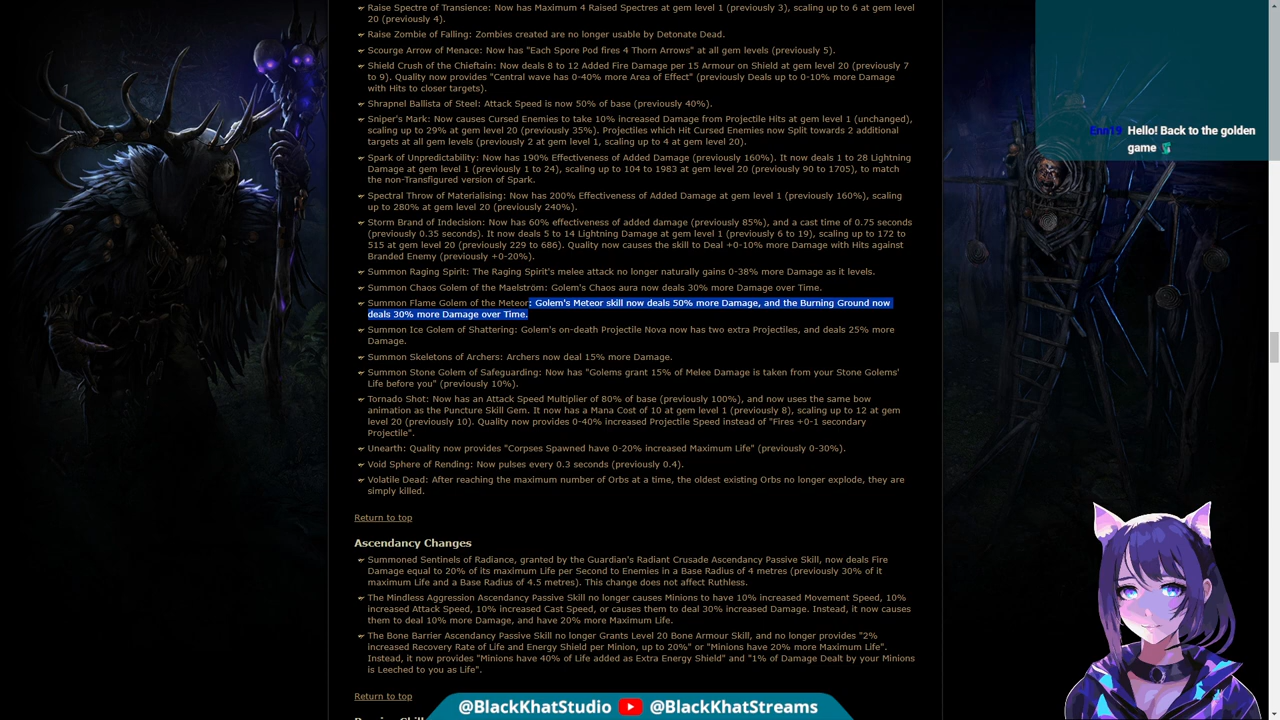 Raise Spectre of Transience: Now has Maximum 4 Raised Spectres at gem level 1 (previously 3), scaling up to 6 at gem level
20 (previously 4).
Raise Zombie of Falling: Zombies created are no longer usable by Detonate Dead.
Scourge Arrow of Menace: Now has "Each Spore Pod fires 4 Thorn Arrows" at all gem levels (previously 5).
Shield Crush of the Chieftain: Now deals 8 to 12 Added Fire Damage per 15 Armour on Shield at gem level 20 (previously 7
to 9). Quality now provides "Central wave has 0-40% more Area of Effect" (previously Deals up to 0-10% more Damage
with Hits to closer targets).
Shrapnel Ballista of Steel: Attack Speed is now 50% of base (previously 40%).
Sniper's Mark: Now causes Cursed Enemies to take 10% increased Damage from Projectile Hits at gem level 1 (unchanged),
scaling up to 29% at gem level 20 (previously 35%). Projectiles which Hit Cursed Enemies now Split towards 2 additional
targets at all gem levels (previously 2 at gem level 1, scaling up to 4 at gem level 20).
Spark of Unpredictability: Now has 190% Effectiveness of Added Damage (previously 160%). It now deals 1 to 28 Lightning
Damage at gem level 1 (previously 1 to 24), scaling up to 104 to 1983 at gem level 20 (previously 90 to 1705), to match
the non-Transfigured version of Spark.
Spectral Throw of Materialising: Now has 200% Effectiveness of Added Damage at gem level 1 (previously 160%), scaling
up to 280% at gem level 20 (previously 240%).
Storm Brand of Indecision: Now has 60% effectiveness of added damage (previously 85%), and a cast time of 0.75 seconds
(previously 0.35 seconds). It now deals 5 to 14 Lightning Damage at gem level 1 (previously 6 to 19), scaling up to 172 to
515 at gem level 20 (previously 229 to 686). Quality now causes the skill to Deal +0-10% more Damage with Hits against
Branded Enemy (previously +0-20%).
Summon Raging Spirit: The Raging Spirit's melee attack no longer naturally gains 0-38% more Damage as it levels.
Summon Chaos Golem of the Maelström: Golem's Chaos aura now deals 30% more Damage over Time.
Summon Flame Golem of the Meteor: Golem's Meteor skill now deals 50% more Damage, and the Burning Ground now
deals 30% more Damage over Time.
Summon Ice Golem of Shattering: Golem's on-death Projectile Nova now has two extra Projectiles, and deals 25% more
Damage.
Summon Skeletons of Archers: Archers now deal 15% more Damage.
Summon Stone Golem of Safeguarding: Now has "Golems grant 15% of Melee Damage is taken from your Stone Golems'
Life before you" (previously 10%).
Tornado Shot: Now has an Attack Speed Multiplier of 80% of base (previously 100%), and now uses the same bow
animation as the Puncture Skill Gem. It now has a Mana Cost of 10 at gem level 1 (previously 8), scaling up to 12 at gem
level 20 (previously 10). Quality now provides 0-40% increased Projectile Speed instead of "Fires +0-1 secondary
Projectile".
Unearth: Quality now provides "Corpses Spawned have 0-20% increased Maximum Life" (previously 0-30%).
Void Sphere of Rending: Now pulses every 0.3 seconds (previously 0.4).
Volatile Dead: After reaching the maximum number of Orbs at a time, the oldest existing Orbs no longer explode, they are
simply killed.
Return to top
Ascendancy Changes
Summoned Sentinels of Radiance, granted by the Guardian's Radiant Crusade Ascendancy Passive Skill, now deals Fire
Damage equal to 20% of its maximum Life per Second to Enemies in a Base Radius of 4 metres (previously 30% of it
maximum Life and a Base Radius of 4.5 metres). This change does not affect Ruthless.
The Mindless Aggression Ascendancy Passive Skill no longer causes Minions to have 10% increased Movement Speed, 10%
increased Attack Speed, 10% increased Cast Speed, or causes them to deal 30% increased Damage. Instead, it now causes
them to deal 10% more Damage, and have 20% more Maximum Life.
The Bone Barrier Ascendancy Passive Skill no longer Grants Level 20 Bone Armour Skill, and no longer provides "2%
increased Recovery Rate of Life and Energy Shield per Minion, up to 20%" or "Minions have 20% more Maximum Life".
Instead, it now provides "Minions have 40% of Life added as Extra Energy Shield" and "1% of Damage Dealt by your Minions
is Leeched to you as Life".
Return to top
Enn19 Hello! Back to the golden
game
@BlackKhatStudio @BlackKhatStreams